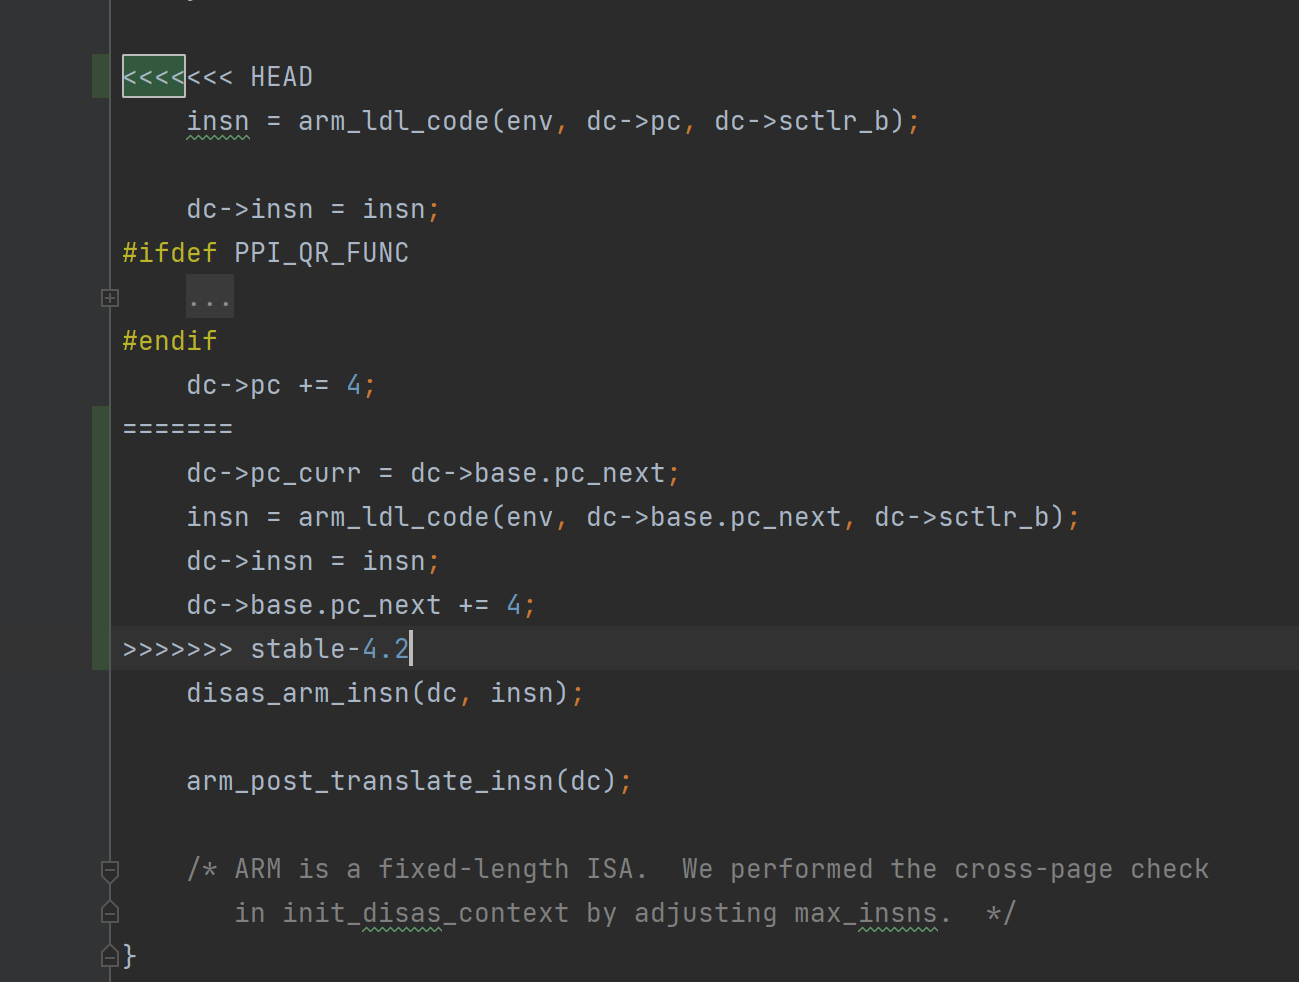 <<<<<<< HEAD
    insn = arm_ldl_code(env, dc->pc, dc->sctlr_b);
    dc->insn = insn;
#ifdef PPI_QR_FUNC
    ...
#endif
    dc->pc += 4;
=======
    dc->pc_curr = dc->base.pc_next;
    insn = arm_ldl_code(env, dc->base.pc_next, dc->sctlr_b);
    dc->insn = insn;
    dc->base.pc_next += 4;
>>>>>>> stable-4.2
    disas_arm_insn(dc, insn);
    arm_post_translate_insn(dc);
    /* ARM is a fixed-length ISA.  We performed the cross-page check
       in init_disas_context by adjusting max_insns.  */
}